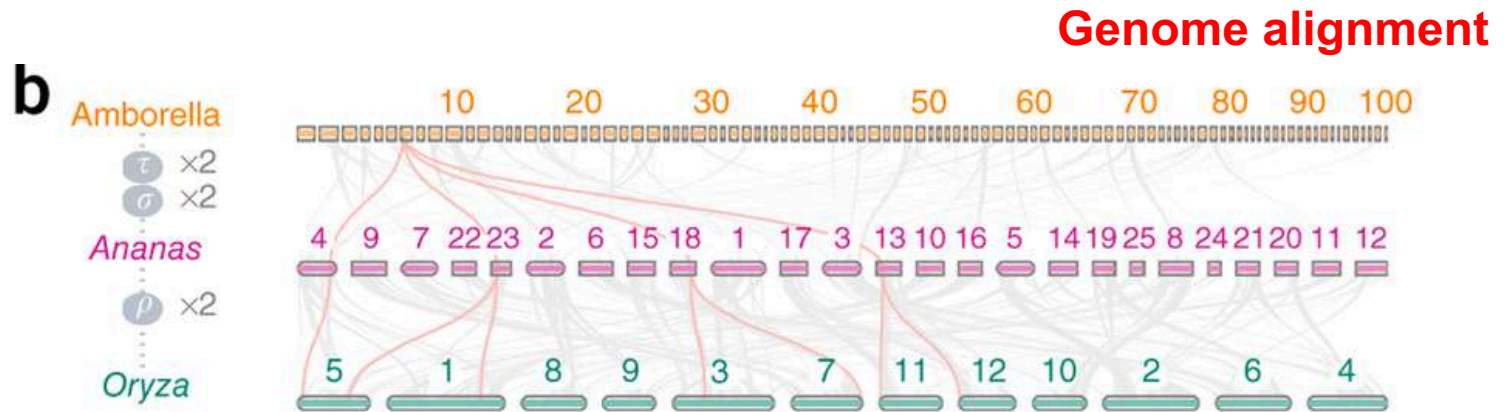 Genome alignment
b
Amborella 10 20 30 40 50 60 70 80 90 100
τ ×2
σ ×2
Ananas 4 9 7 22 23 2 6 15 18 1 17 3 13 10 16 5 14 19 25 8 24 21 20 11 12
ρ ×2
Oryza 5 1 8 9 3 7 11 12 10 2 6 4